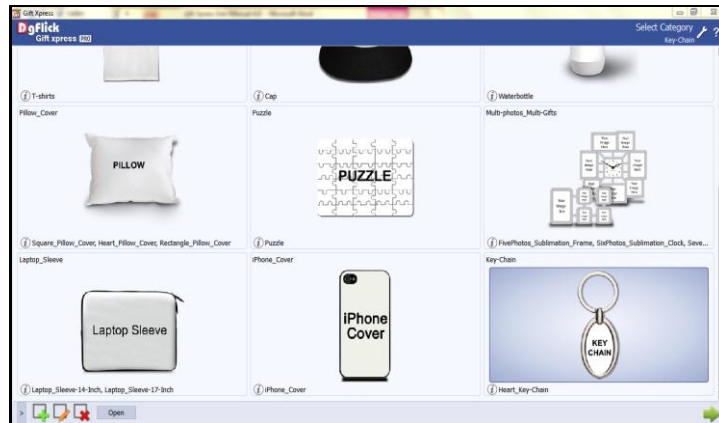 Gift Xpress
DgFlick
Gift xpress PRO
Select Category
Key-Chain
?
T-shirts
Cap
Waterbottle
Pillow_Cover
Puzzle
Multi-photos_Multi-Gifts
PILLOW
PUZZLE
Square_Pillow_Cover, Heart_Pillow_Cover, Rectangle_Pillow_Cover
Puzzle
FivePhotos_Sublimation_Frame, SixPhotos_Sublimation_Clock, Seve...
Laptop_Sleeve
iPhone_Cover
Key-Chain
Laptop Sleeve
iPhone
Cover
KEY
CHAIN
Laptop_Sleeve-14-Inch, Laptop_Sleeve-17-Inch
iPhone_Cover
Heart_Key-Chain
> Open